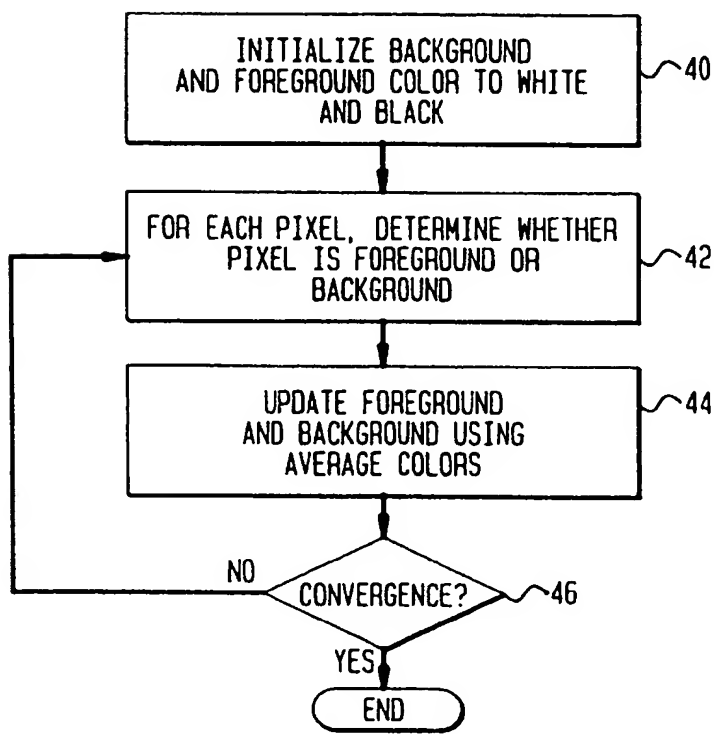 INITIALIZE BACKGROUND
AND FOREGROUND COLOR TO WHITE
AND BLACK
40
FOR EACH PIXEL, DETERMINE WHETHER
PIXEL IS FOREGROUND OR
BACKGROUND
42
UPDATE FOREGROUND
AND BACKGROUND USING
AVERAGE COLORS
44
NO
CONVERGENCE?
46
YES
END